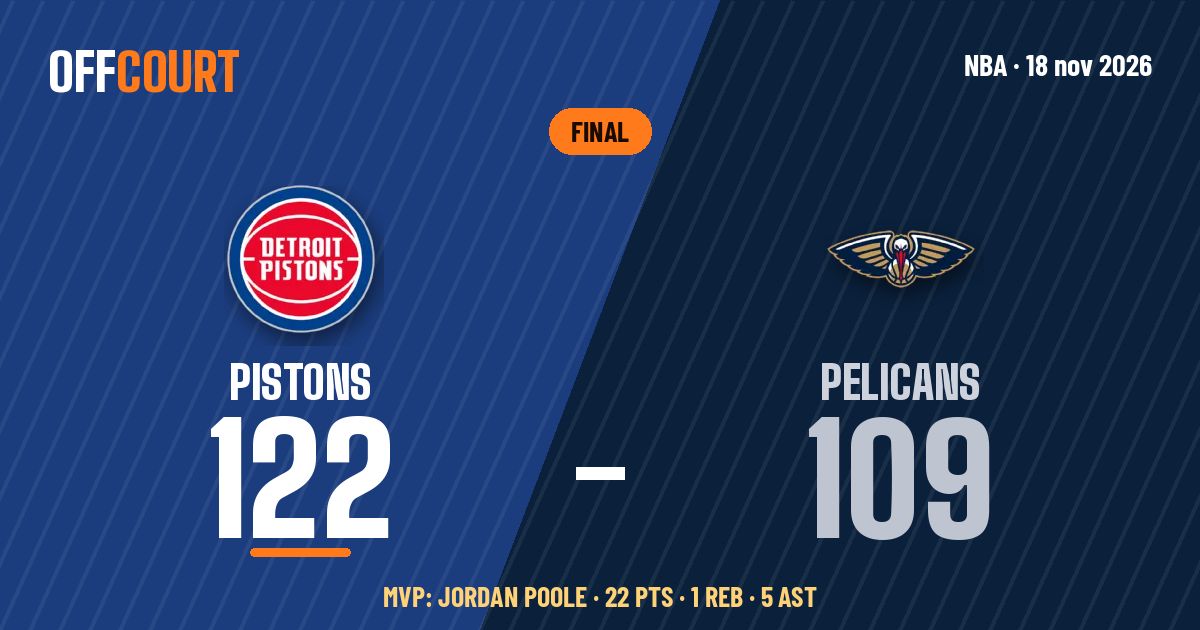 OFFCOURT
NBA · 18 nov 2026
FINAL
DETROIT
PISTONS
PISTONS
PELICANS
122
–
109
MVP: JORDAN POOLE · 22 PTS · 1 REB · 5 AST